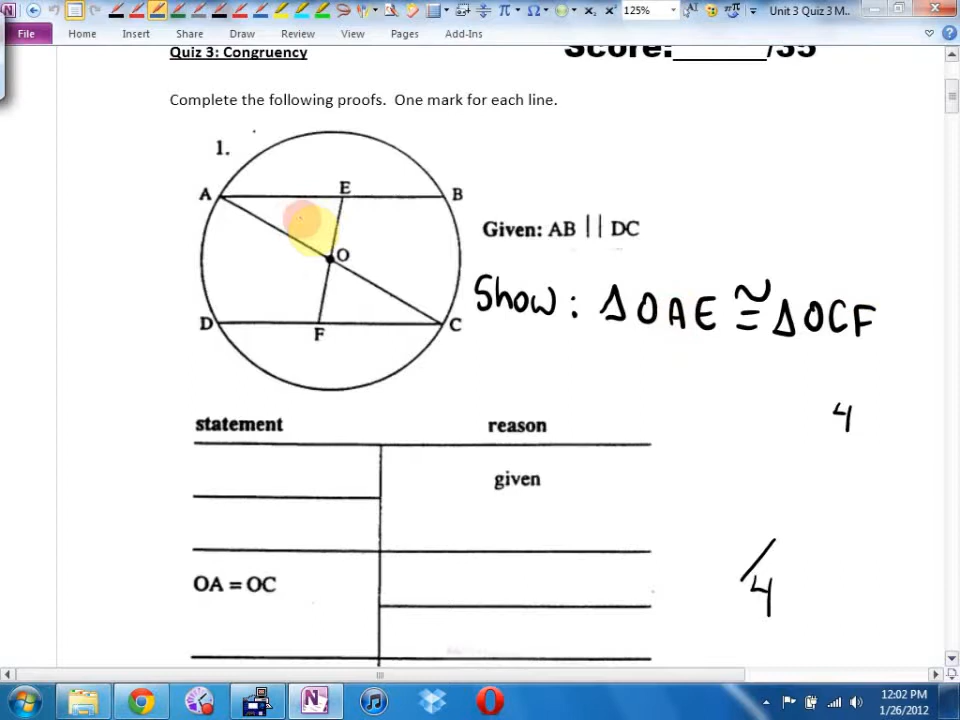 Unit 3 Quiz 3 M..
125%
File Home Insert Share Draw Review View Pages Add-Ins
Quiz 3: Congruency
Score:______/35
Complete the following proofs. One mark for each line.
1.
A E B
Given: AB || DC
O
Show: ΔOAE ≅ ΔOCF
D F C
4
statement reason
given
/4
OA = OC
12:02 PM
1/26/2012